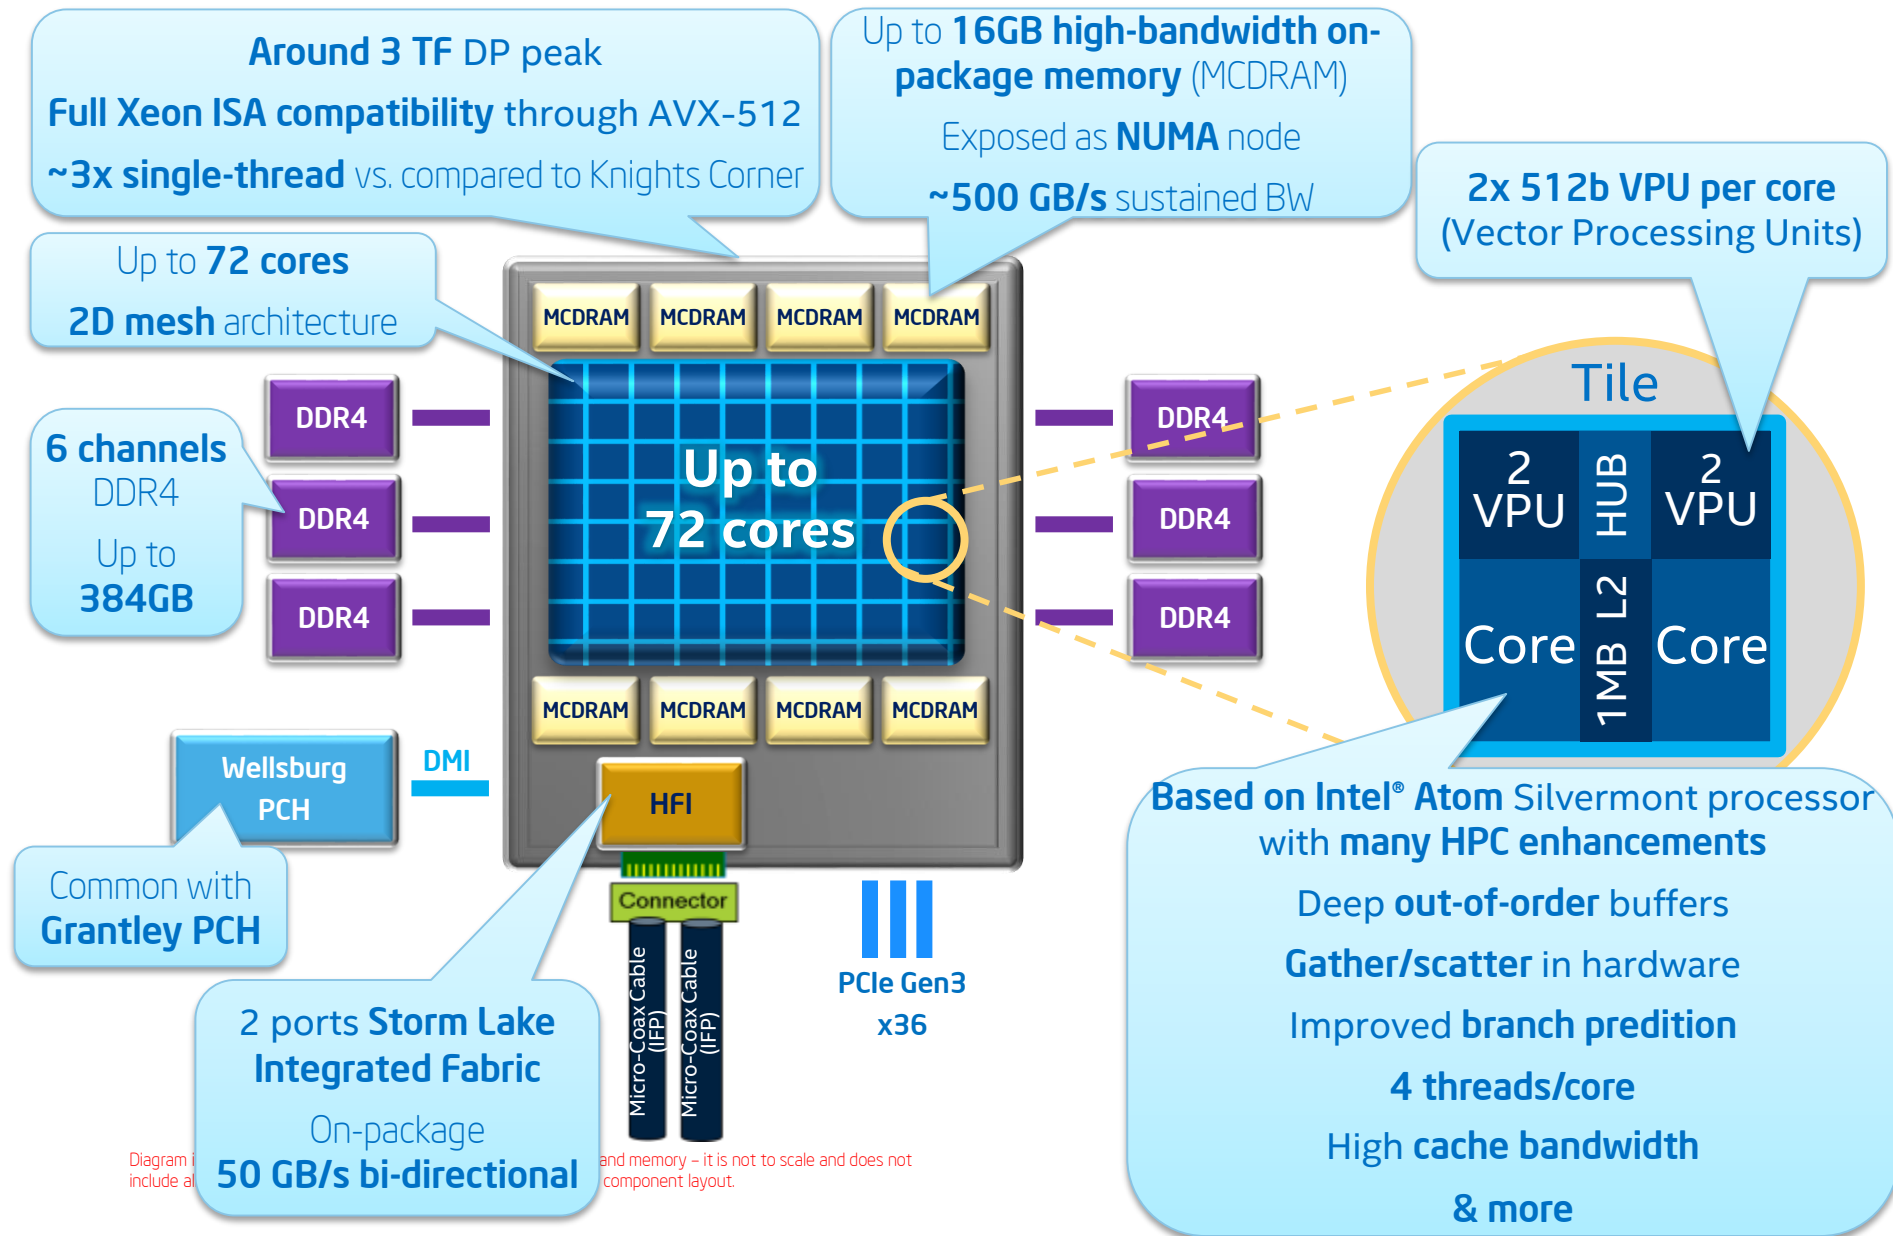 Around 3 TF DP peak
Full Xeon ISA compatibility through AVX-512
~3x single-thread vs. compared to Knights Corner
Up to 16GB high-bandwidth on-
package memory (MCDRAM)
Exposed as NUMA node
~500 GB/s sustained BW
2x 512b VPU per core
(Vector Processing Units)
Up to 72 cores
2D mesh architecture
MCDRAM MCDRAM MCDRAM MCDRAM
Tile
DDR4
DDR4
DDR4
6 channels
DDR4
Up to
384GB
Up to
72 cores
DDR4
DDR4
DDR4
2
VPU
HUB
2
VPU
Core
1MB L2
Core
MCDRAM MCDRAM MCDRAM MCDRAM
Wellsburg
PCH
DMI
HFI
Common with
Grantley PCH
Connector
Micro-Coax Cable
(IFP)
Micro-Coax Cable
(IFP)
PCIe Gen3
x36
2 ports Storm Lake
Integrated Fabric
On-package
50 GB/s bi-directional
Based on Intel® Atom Silvermont processor
with many HPC enhancements
Deep out-of-order buffers
Gather/scatter in hardware
Improved branch predition
4 threads/core
High cache bandwidth
& more
Diagram and memory – it is not to scale and does not
include component layout.